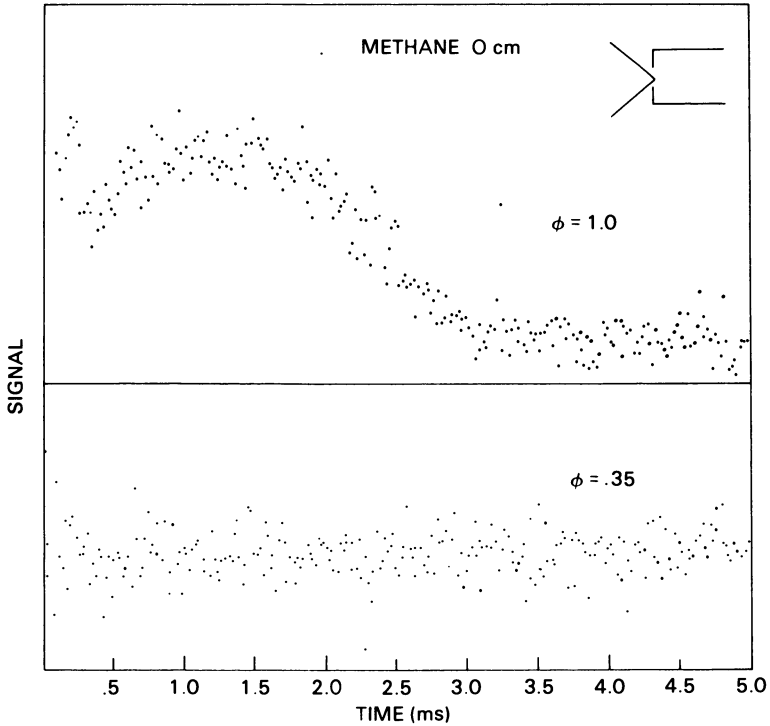 METHANE O cm
ϕ = 1.0
SIGNAL
ϕ = .35
.5 1.0 1.5 2.0 2.5 3.0 3.5 4.0 4.5 5.0
TIME (ms)